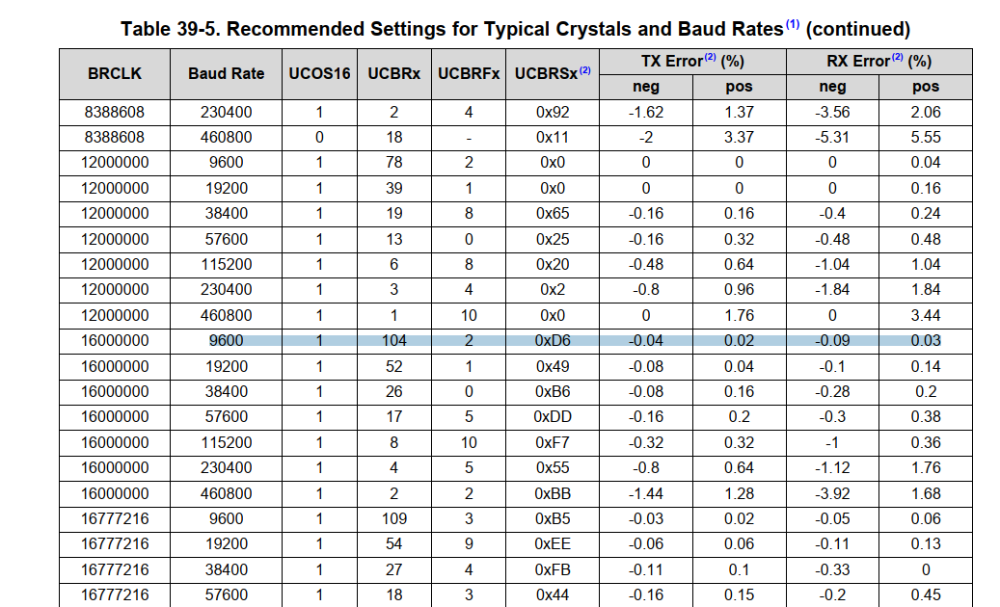 Table 39-5. Recommended Settings for Typical Crystals and Baud Rates(1) (continued)
BRCLK Baud Rate UCOS16 UCBRx UCBRFx UCBRSx(2) TX Error(2) (%) RX Error(2) (%)
neg pos neg pos
8388608 230400 1 2 4 0x92 -1.62 1.37 -3.56 2.06
8388608 460800 0 18 - 0x11 -2 3.37 -5.31 5.55
12000000 9600 1 78 2 0x0 0 0 0 0.04
12000000 19200 1 39 1 0x0 0 0 0 0.16
12000000 38400 1 19 8 0x65 -0.16 0.16 -0.4 0.24
12000000 57600 1 13 0 0x25 -0.16 0.32 -0.48 0.48
12000000 115200 1 6 8 0x20 -0.48 0.64 -1.04 1.04
12000000 230400 1 3 4 0x2 -0.8 0.96 -1.84 1.84
12000000 460800 1 1 10 0x0 0 1.76 0 3.44
16000000 9600 1 104 2 0xD6 -0.04 0.02 -0.09 0.03
16000000 19200 1 52 1 0x49 -0.08 0.04 -0.1 0.14
16000000 38400 1 26 0 0xB6 -0.08 0.16 -0.28 0.2
16000000 57600 1 17 5 0xDD -0.16 0.2 -0.3 0.38
16000000 115200 1 8 10 0xF7 -0.32 0.32 -1 0.36
16000000 230400 1 4 5 0x55 -0.8 0.64 -1.12 1.76
16000000 460800 1 2 2 0xBB -1.44 1.28 -3.92 1.68
16777216 9600 1 109 3 0xB5 -0.03 0.02 -0.05 0.06
16777216 19200 1 54 9 0xEE -0.06 0.06 -0.11 0.13
16777216 38400 1 27 4 0xFB -0.11 0.1 -0.33 0
16777216 57600 1 18 3 0x44 -0.16 0.15 -0.2 0.45